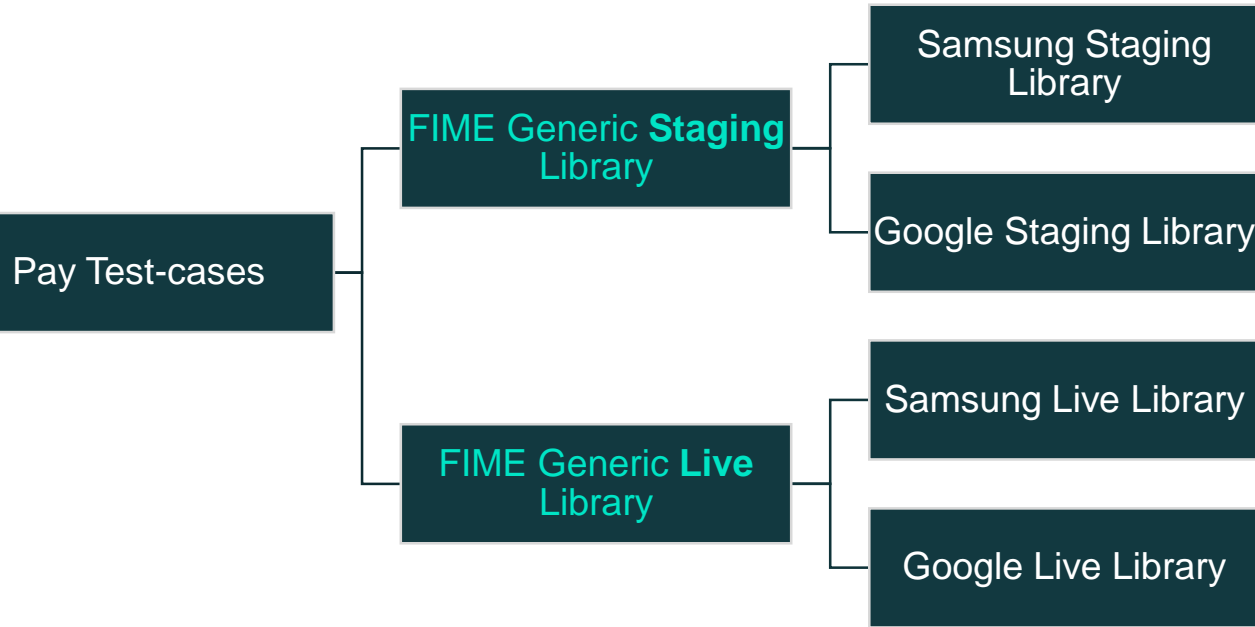 Samsung Staging
Library
FIME Generic Staging
Library
Google Staging Library
Pay Test-cases
Samsung Live Library
FIME Generic Live
Library
Google Live Library